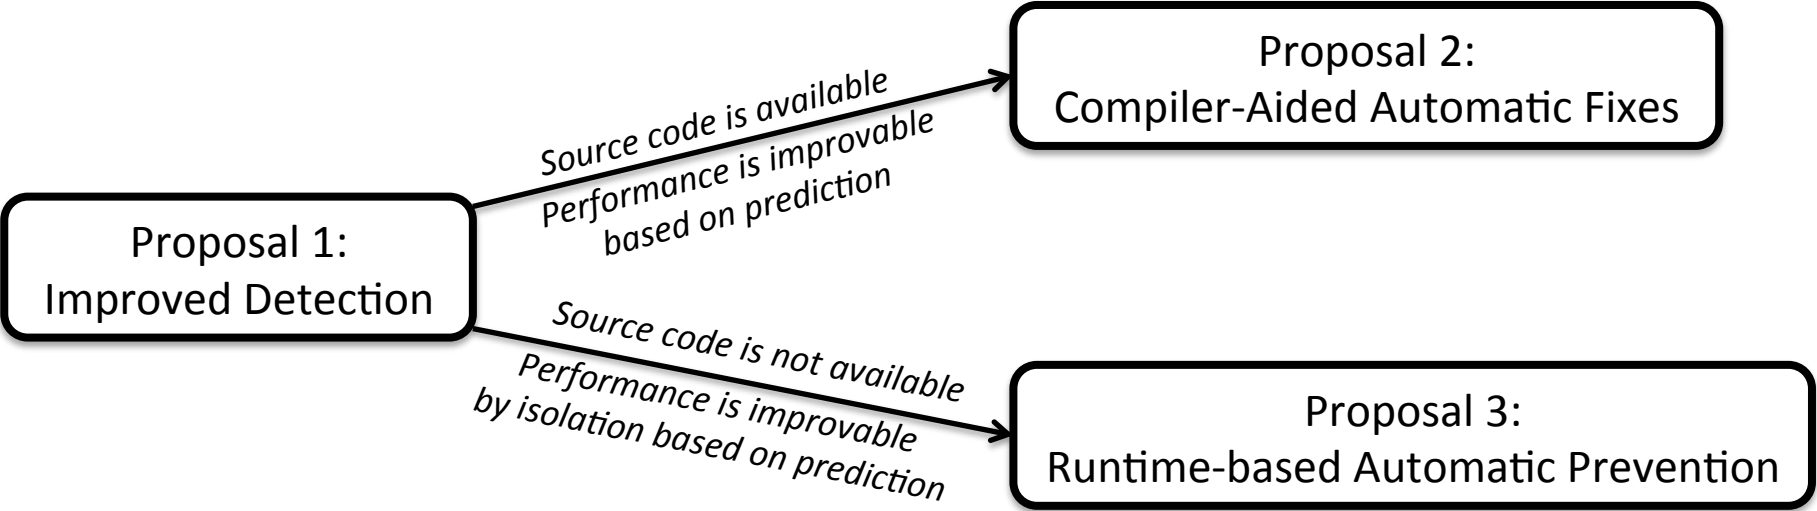 Proposal 1:
Improved Detection
Source code is available
Performance is improvable
based on prediction
Proposal 2:
Compiler-Aided Automatic Fixes
Source code is not available
Performance is improvable
by isolation based on prediction
Proposal 3:
Runtime-based Automatic Prevention